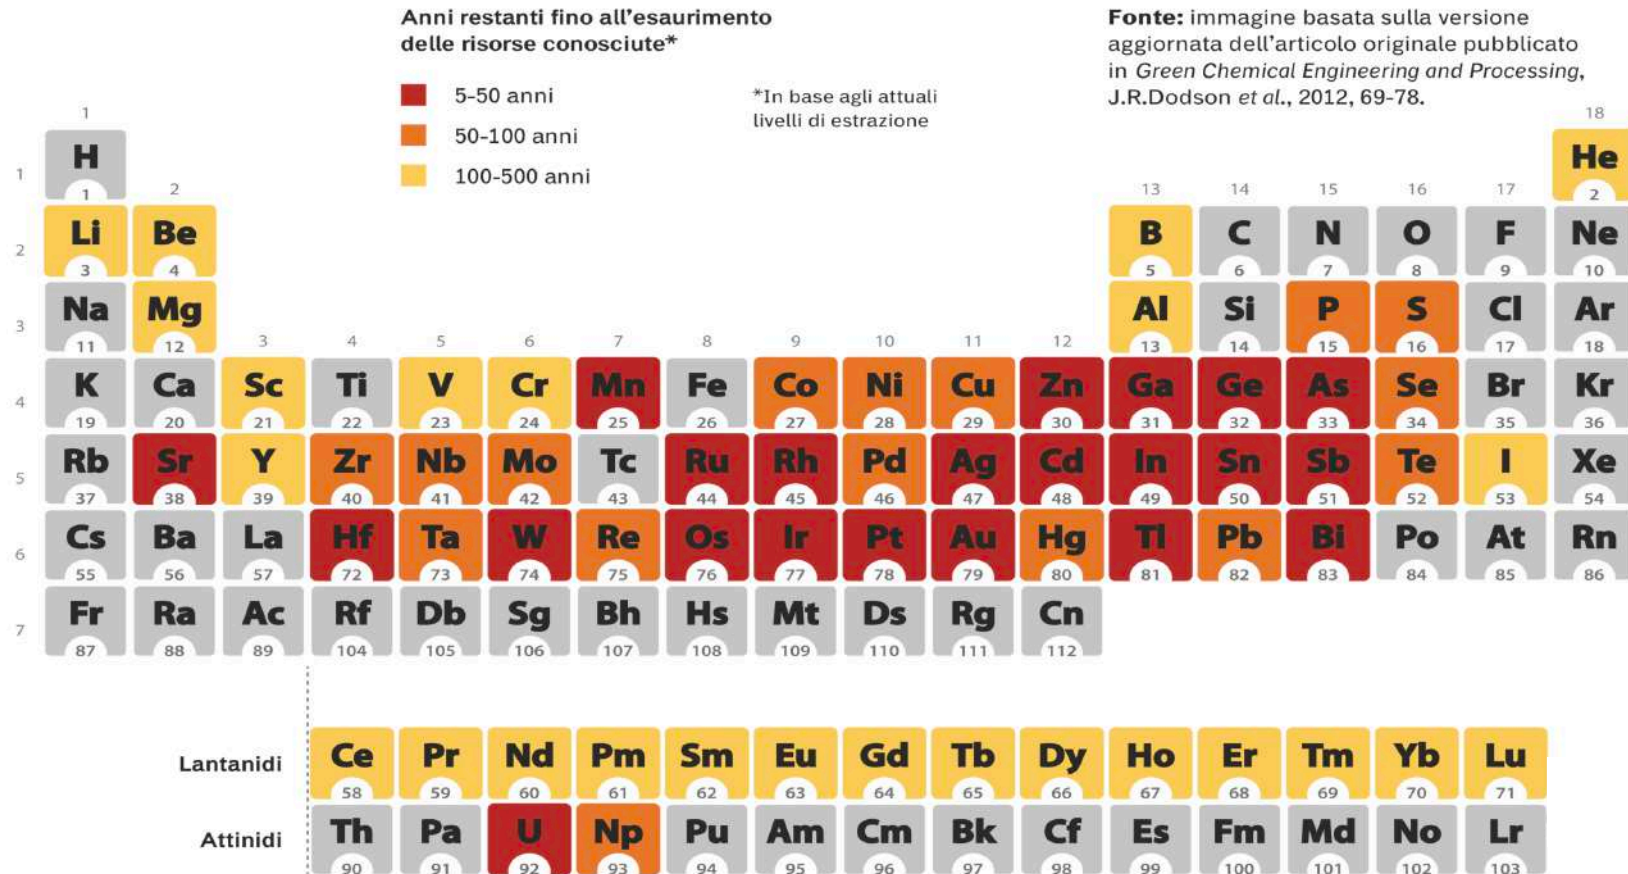 Anni restanti fino all'esaurimento
delle risorse conosciute*
5-50 anni
50-100 anni
100-500 anni
*In base agli attuali
livelli di estrazione
Fonte: immagine basata sulla versione
aggiornata dell'articolo originale pubblicato
in Green Chemical Engineering and Processing,
J.R.Dodson et al., 2012, 69-78.
1 18
1 H He
1 2 13 14 15 16 17 2
2 Li Be B C N O F Ne
3 4 5 6 7 8 9 10
3 Na Mg Al Si P S Cl Ar
11 12 3 4 5 6 7 8 9 10 11 12 13 14 15 16 17 18
4 K Ca Sc Ti V Cr Mn Fe Co Ni Cu Zn Ga Ge As Se Br Kr
19 20 21 22 23 24 25 26 27 28 29 30 31 32 33 34 35 36
5 Rb Sr Y Zr Nb Mo Tc Ru Rh Pd Ag Cd In Sn Sb Te I Xe
37 38 39 40 41 42 43 44 45 46 47 48 49 50 51 52 53 54
6 Cs Ba La Hf Ta W Re Os Ir Pt Au Hg Tl Pb Bi Po At Rn
55 56 57 72 73 74 75 76 77 78 79 80 81 82 83 84 85 86
7 Fr Ra Ac Rf Db Sg Bh Hs Mt Ds Rg Cn
87 88 89 104 105 106 107 108 109 110 111 112
Lantanidi Ce Pr Nd Pm Sm Eu Gd Tb Dy Ho Er Tm Yb Lu
58 59 60 61 62 63 64 65 66 67 68 69 70 71
Attinidi Th Pa U Np Pu Am Cm Bk Cf Es Fm Md No Lr
90 91 92 93 94 95 96 97 98 99 100 101 102 103